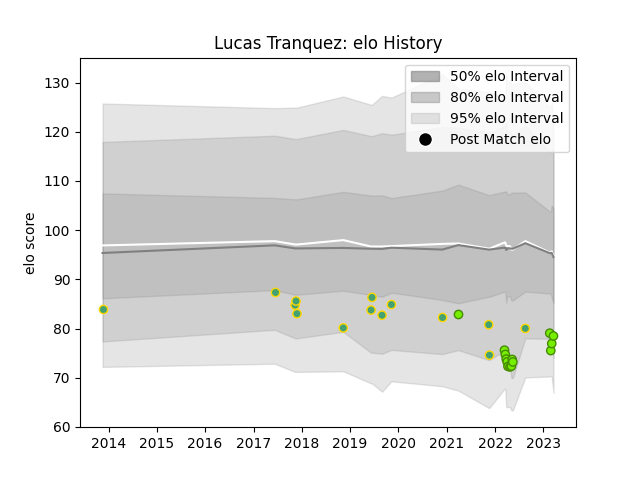 Lucas Tranquez: elo History
50% elo Interval
80% elo Interval
95% elo Interval
Post Match elo
elo score
130
120
110
100
90
80
70
60
2014 2015 2016 2017 2018 2019 2020 2021 2022 2023